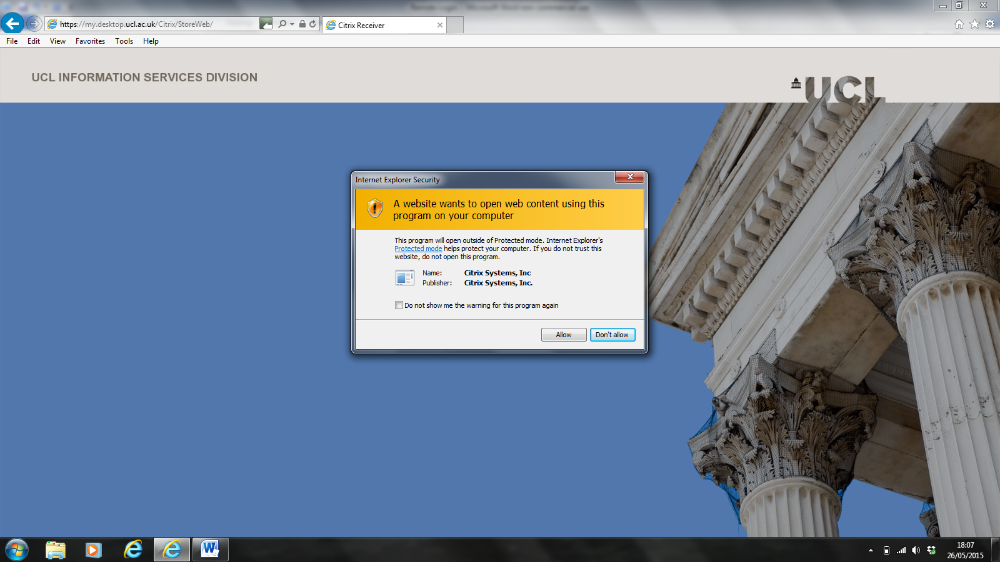 https://my.desktop.ucl.ac.uk/Citrix/StoreWeb/
Citrix Receiver
File Edit View Favorites Tools Help
UCL INFORMATION SERVICES DIVISION
UCL
Internet Explorer Security
A website wants to open web content using this
program on your computer
This program will open outside of Protected mode. Internet Explorer's
Protected mode helps protect your computer. If you do not trust this
website, do not open this program.
Name: Citrix Systems, Inc
Publisher: Citrix Systems, Inc.
Do not show me the warning for this program again
Allow Don't allow
18:07
26/05/2015